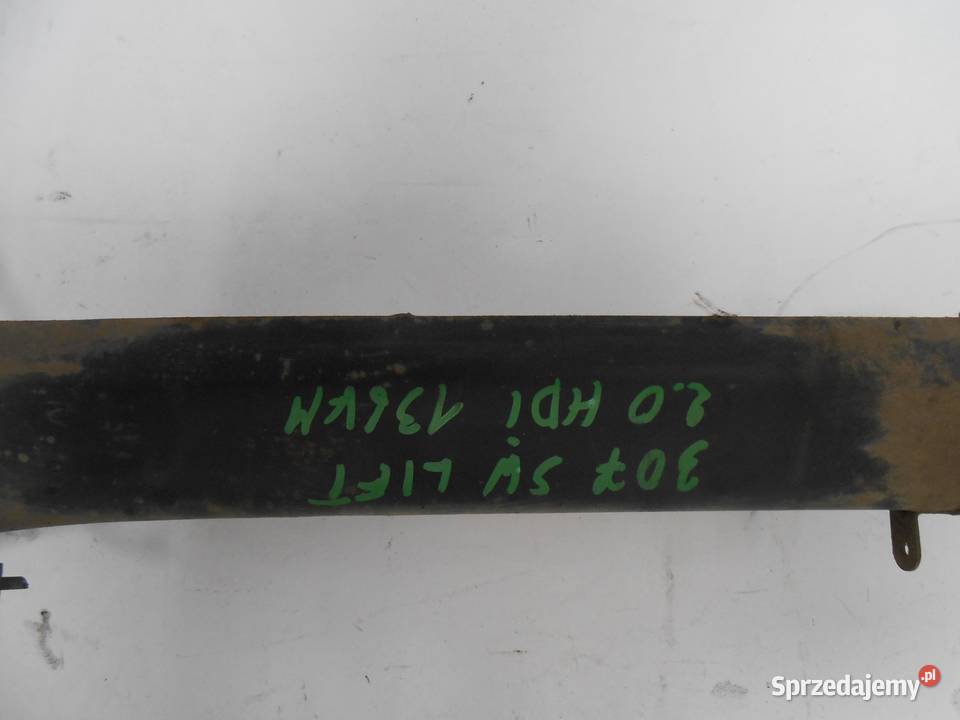 307 SW LIFT
2.0 HDI 136KM
Sprzedajemy.pl